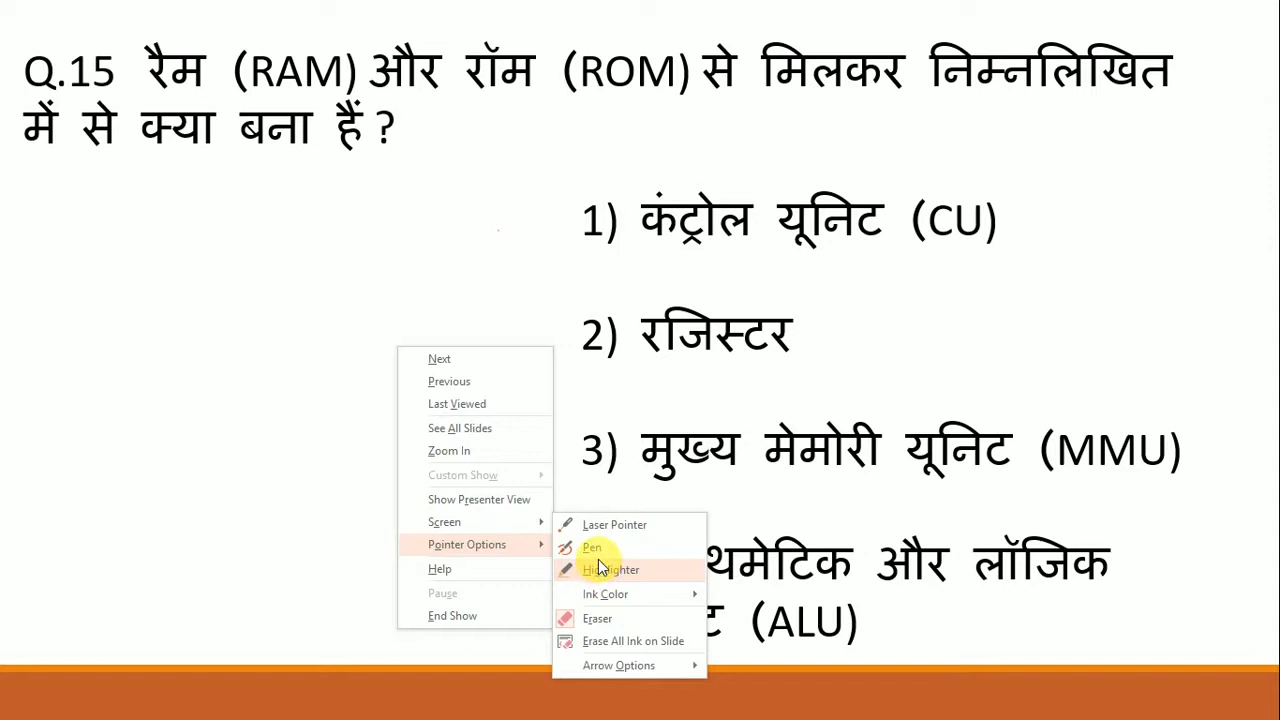 Q.15 रैम (RAM) और रॉम (ROM) से मिलकर निम्नलिखित
में से क्या बना हैं ?
1) कंट्रोल यूनिट (CU)
2) रजिस्टर
3) मुख्य मेमोरी यूनिट (MMU)
थमेटिक और लॉजिक
ट (ALU)
Next
Previous
Last Viewed
See All Slides
Zoom In
Custom Show
Show Presenter View
Screen
Pointer Options
Help
Pause
End Show
Laser Pointer
Pen
Highlighter
Ink Color
Eraser
Erase All Ink on Slide
Arrow Options